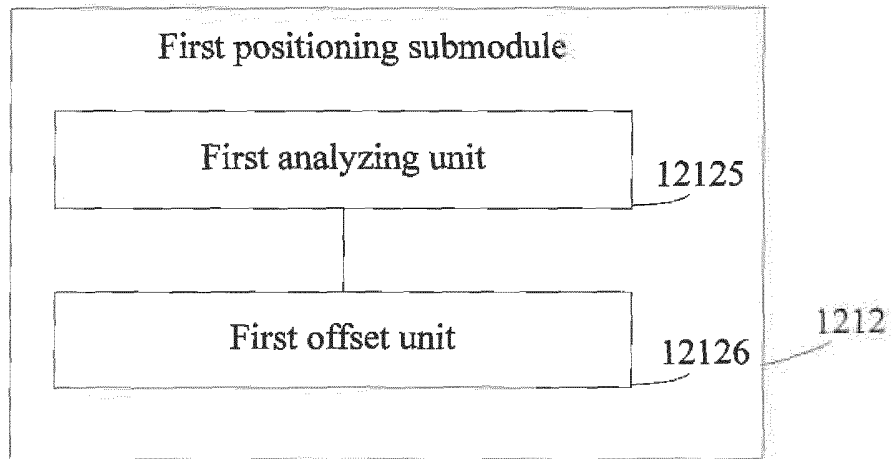 First positioning submodule
First analyzing unit
12125
First offset unit
12126
1212